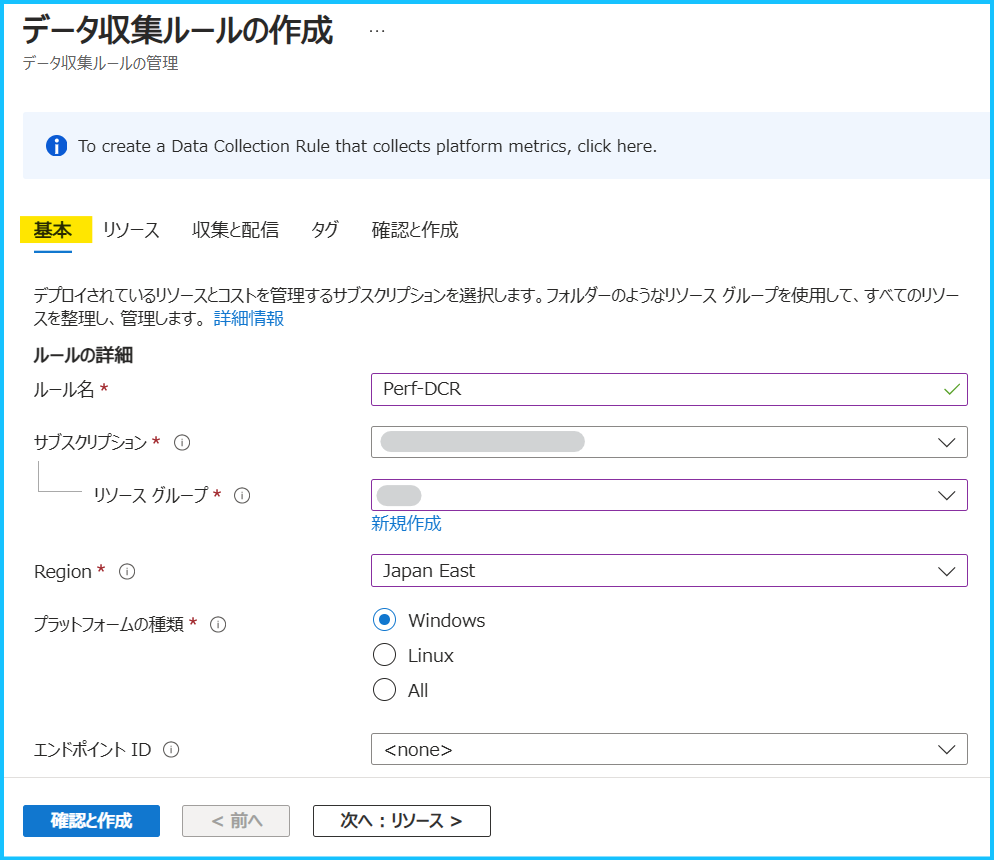 データ収集ルールの作成 …
データ収集ルールの管理
To create a Data Collection Rule that collects platform metrics, click here.
基本 リソース 収集と配信 タグ 確認と作成
デプロイされているリソースとコストを管理するサブスクリプションを選択します。フォルダーのようなリソース グループを使用して、すべてのリソー
スを整理し、管理します。 詳細情報
ルールの詳細
ルール名 * Perf-DCR
サブスクリプション *
リソース グループ *
新規作成
Region * Japan East
プラットフォームの種類 * Windows
Linux
All
エンドポイント ID <none>
確認と作成 < 前へ 次へ : リソース >